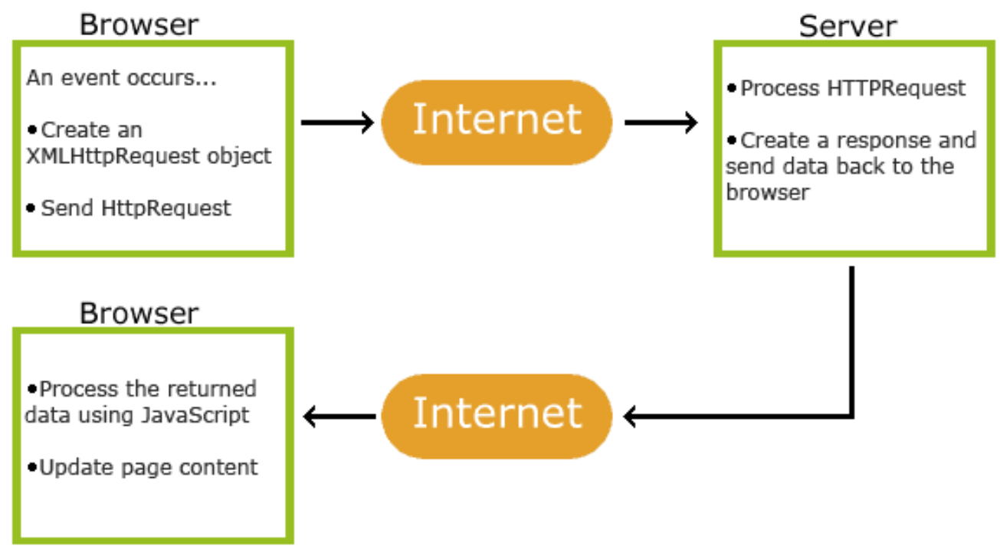 Browser
An event occurs...
• Create an
XMLHttpRequest object
• Send HttpRequest
Internet
Server
• Process HTTPRequest
• Create a response and
send data back to the
browser
Browser
• Process the returned
data using JavaScript
• Update page content
Internet